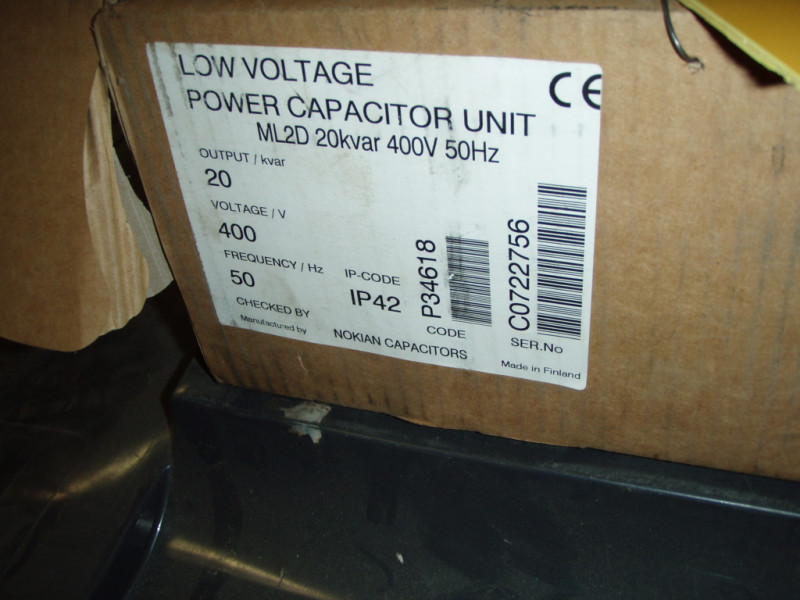 LOW VOLTAGE
CE
POWER CAPACITOR UNIT
ML2D 20kvar 400V 50Hz
OUTPUT / kvar
20
VOLTAGE / V
400
FREQUENCY / Hz
50
IP-CODE
IP42
P34618
CODE
C0722756
SER.No
CHECKED BY
Manufactured by
NOKIAN CAPACITORS
Made in Finland